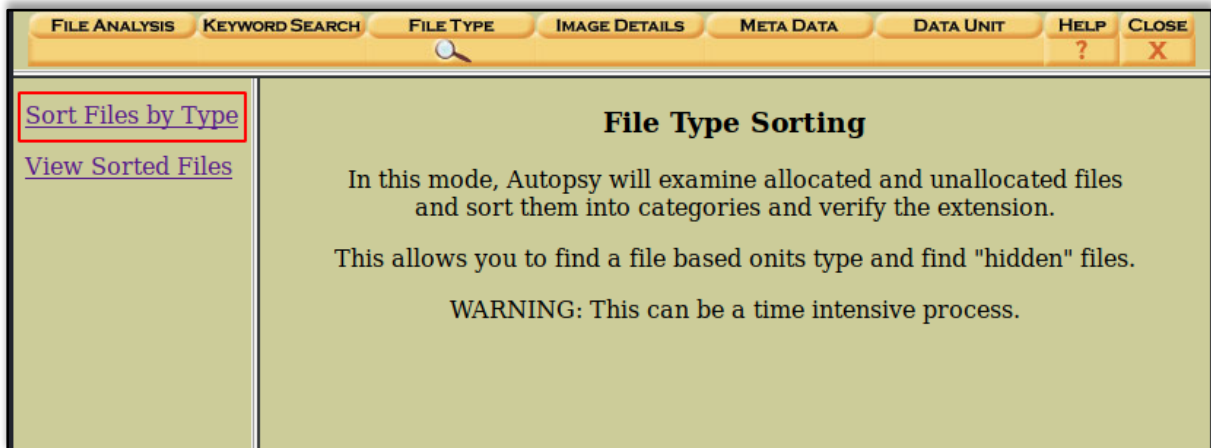 FILE ANALYSIS KEYWORD SEARCH FILE TYPE IMAGE DETAILS META DATA DATA UNIT HELP CLOSE
? X
Sort Files by Type
View Sorted Files
File Type Sorting
In this mode, Autopsy will examine allocated and unallocated files
and sort them into categories and verify the extension.
This allows you to find a file based onits type and find "hidden" files.
WARNING: This can be a time intensive process.